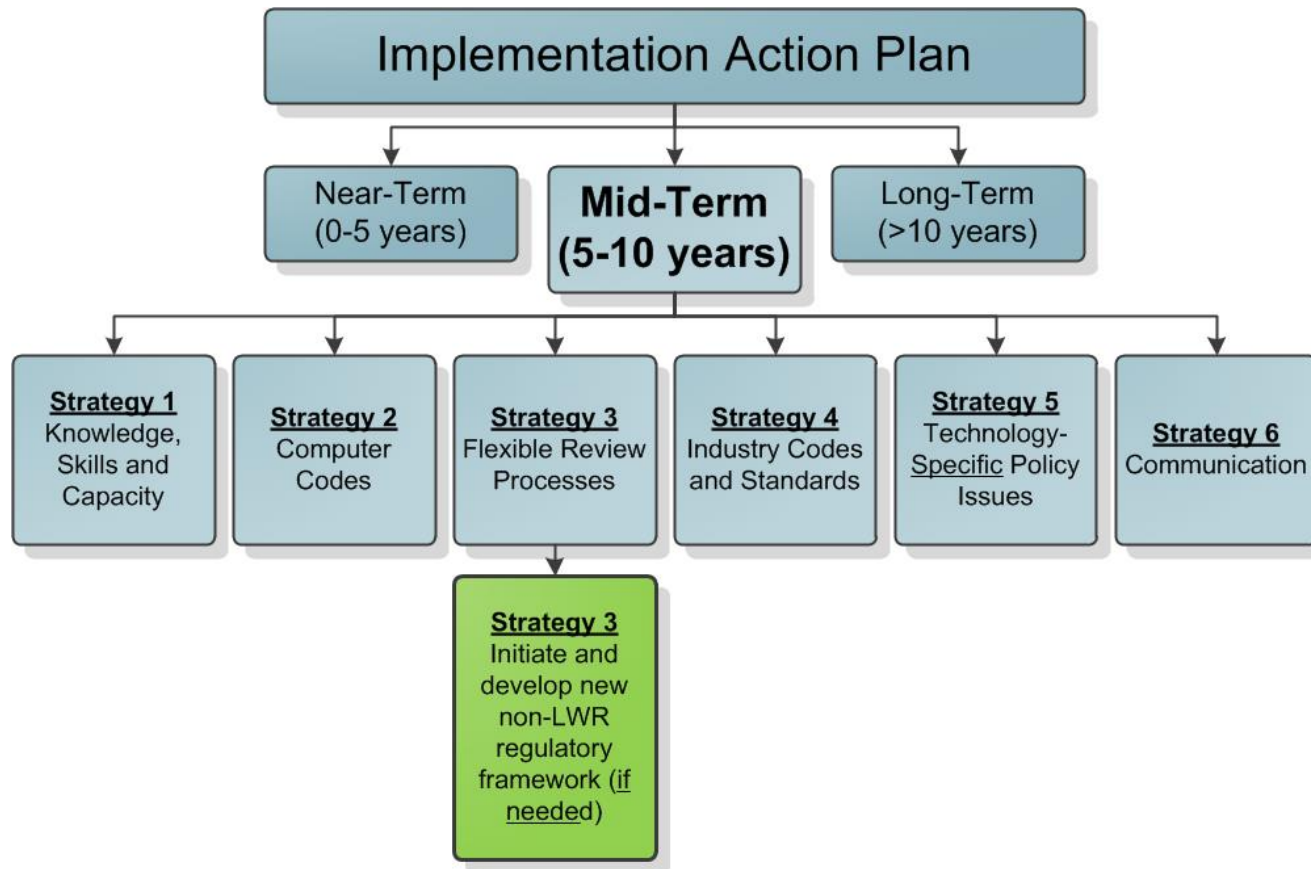 Implementation Action Plan
Near-Term
(0-5 years)
Mid-Term
(5-10 years)
Long-Term
(>10 years)
Strategy 1
Knowledge,
Skills and
Capacity
Strategy 2
Computer
Codes
Strategy 3
Flexible Review
Processes
Strategy 4
Industry Codes
and Standards
Strategy 5
Technology-
Specific Policy
Issues
Strategy 6
Communication
Strategy 3
Initiate and
develop new
non-LWR
regulatory
framework (if
needed)